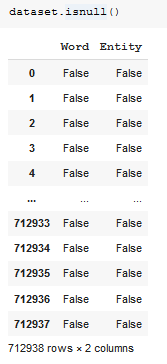 dataset.isnull()
Word Entity
0 False False
1 False False
2 False False
3 False False
4 False False
... ... ...
712933 False False
712934 False False
712935 False False
712936 False False
712937 False False
712938 rows × 2 columns